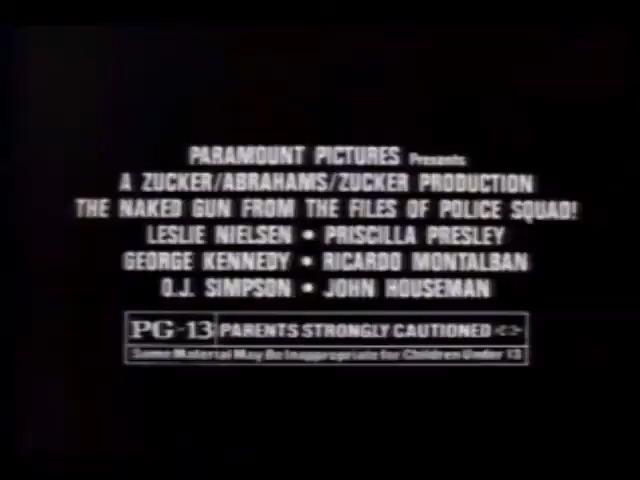 PARAMOUNT PICTURES Presents
A ZUCKER/ABRAHAMS/ZUCKER PRODUCTION
THE NAKED GUN FROM THE FILES OF POLICE SQUAD!
LESLIE NIELSEN • PRISCILLA PRESLEY
GEORGE KENNEDY • RICARDO MONTALBAN
O.J. SIMPSON • JOHN HOUSEMAN
PG-13 PARENTS STRONGLY CAUTIONED <>
Some Material May Be Inappropriate for Children Under 13